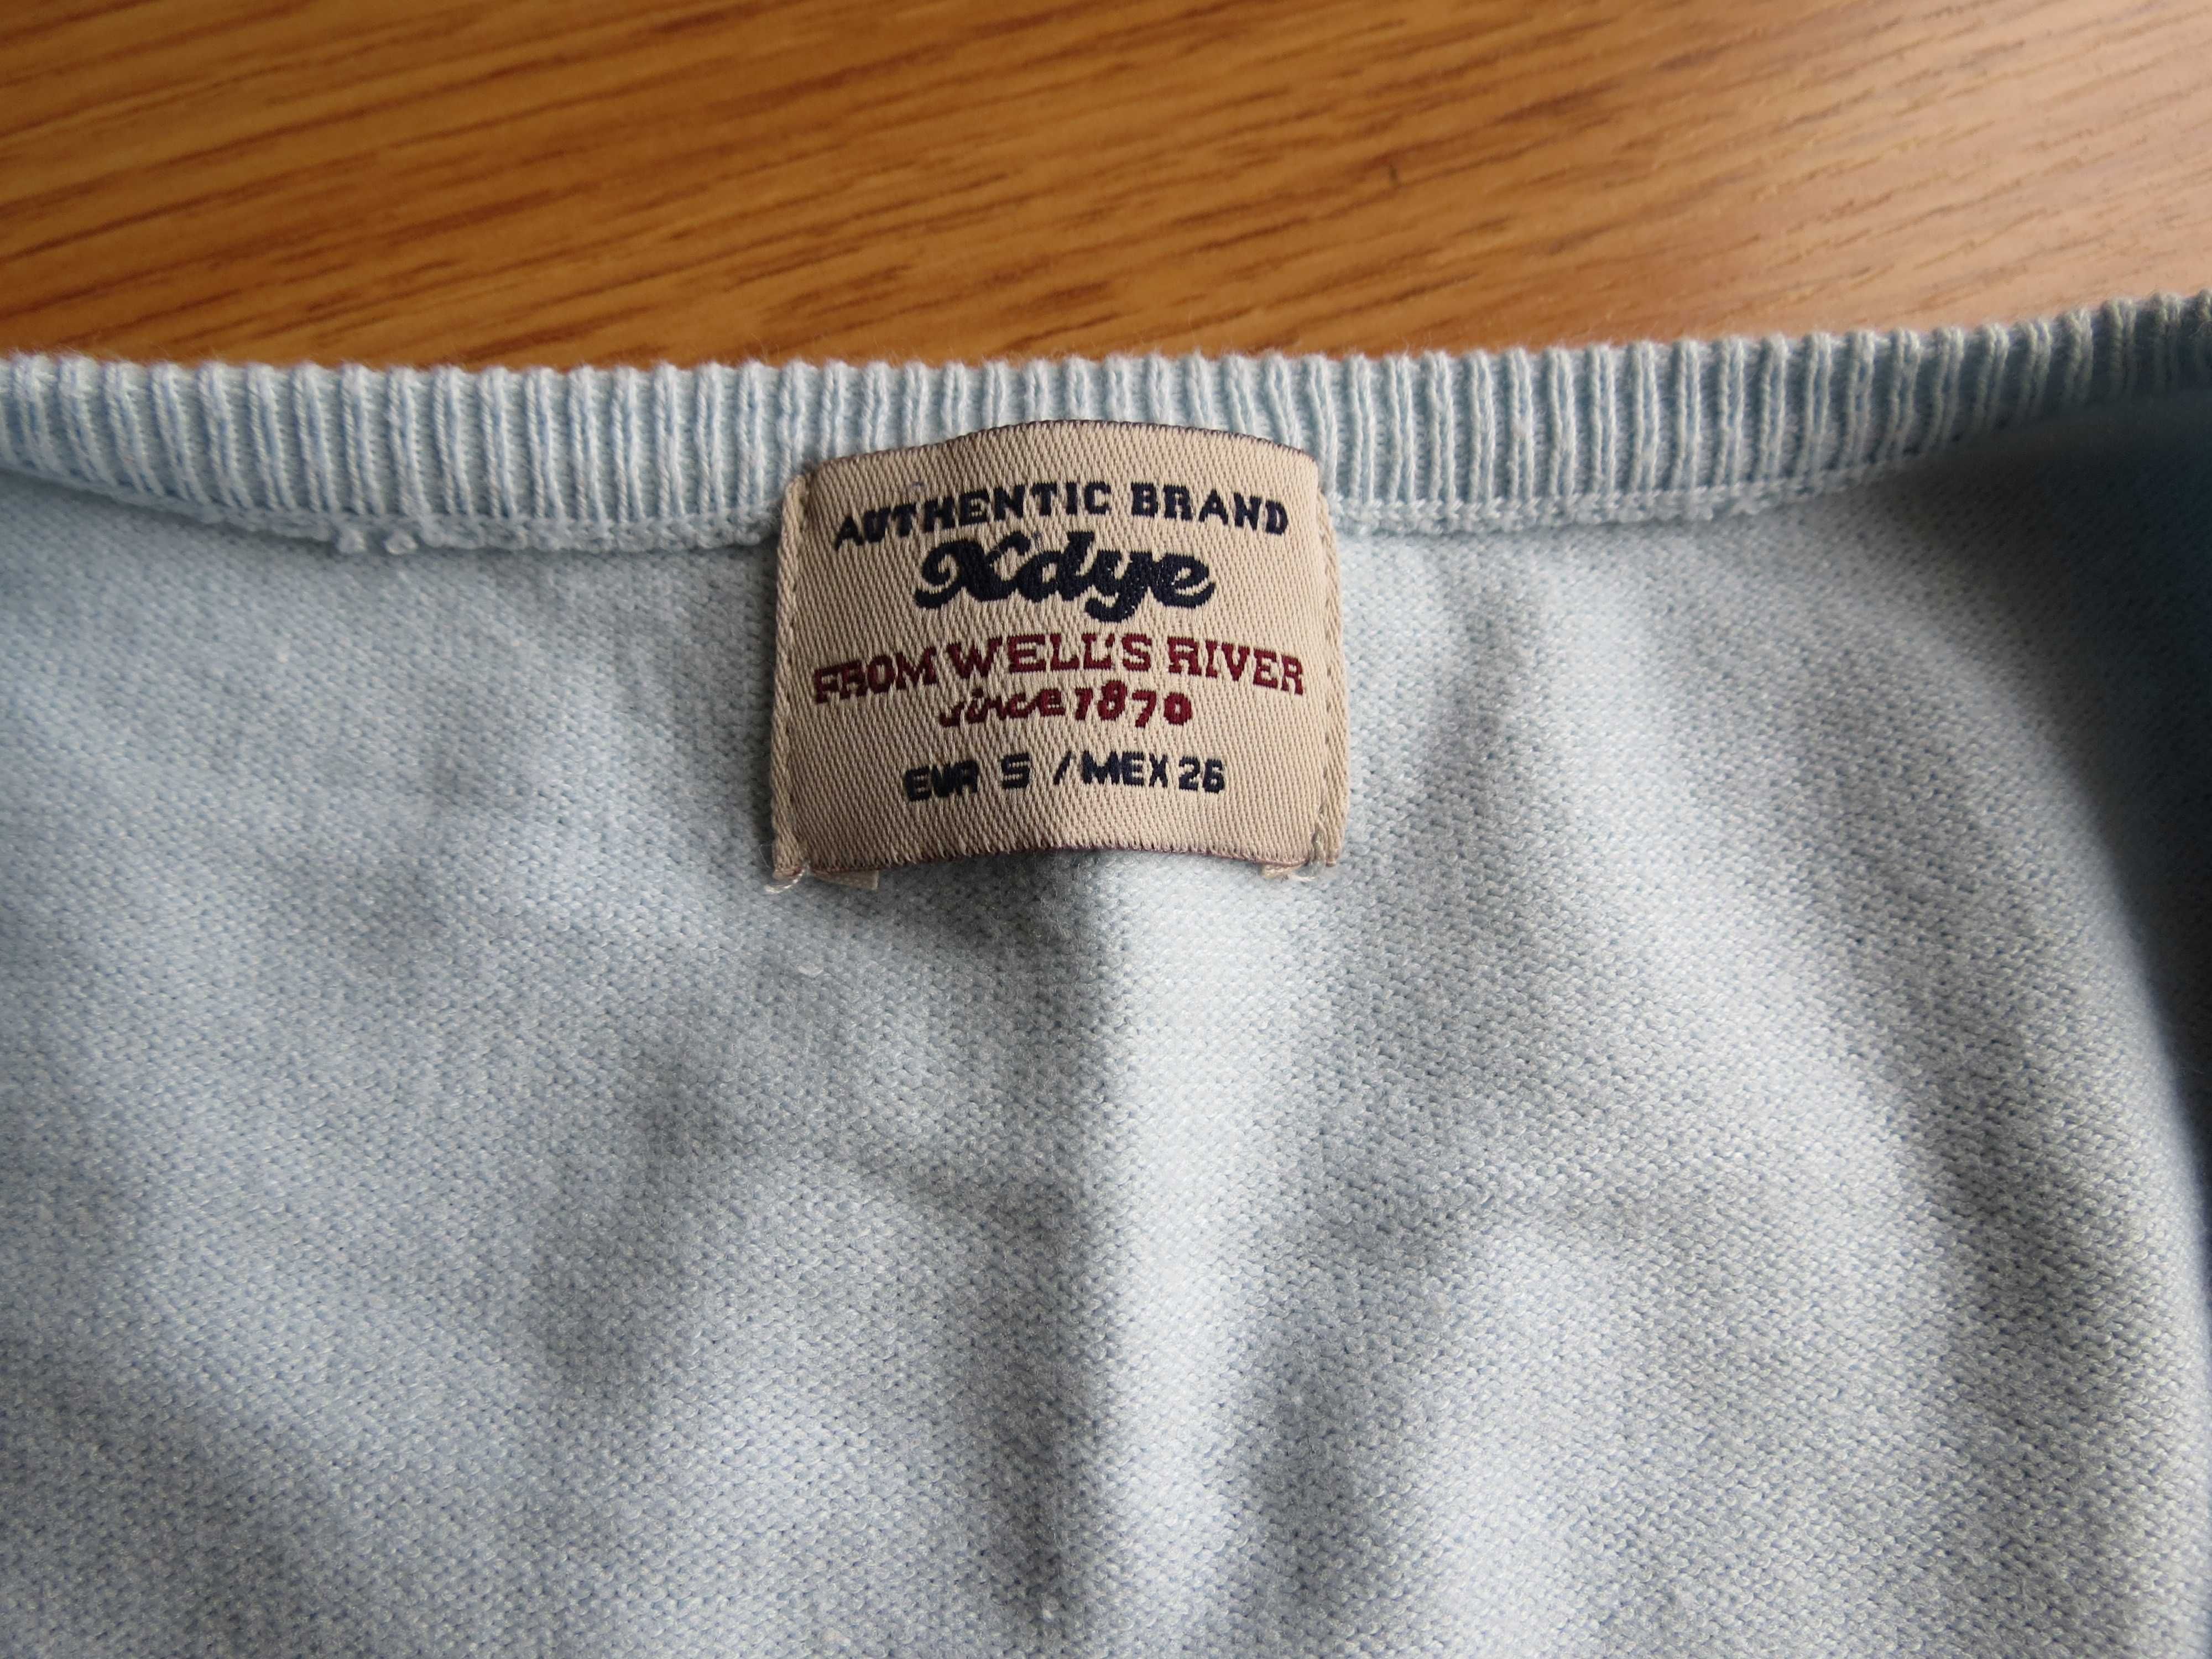 AUTHENTIC BRAND
Xdye
FROM WELL'S RIVER
since 1870
EUR S / MEX 26